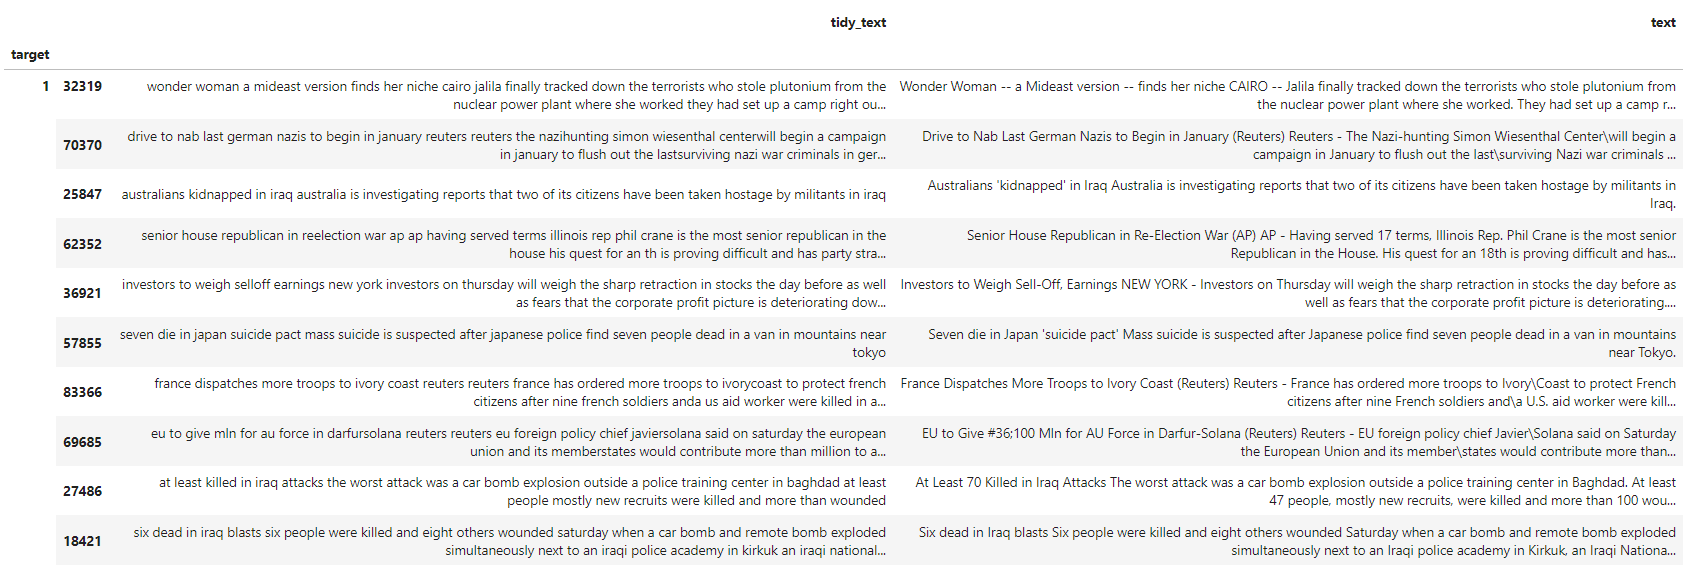 tidy_text text
target
1 32319 wonder woman a mideast version finds her niche cairo jalila finally tracked down the terrorists who stole plutonium from the
nuclear power plant where she worked they had set up a camp right ou...
Wonder Woman -- a Mideast version -- finds her niche CAIRO -- Jalila finally tracked down the terrorists who stole plutonium from
the nuclear power plant where she worked. They had set up a camp r...
70370 drive to nab last german nazis to begin in january reuters reuters the nazihunting simon wiesenthal centerwill begin a campaign
in january to flush out the lastsurviving nazi war criminals in ger...
Drive to Nab Last German Nazis to Begin in January (Reuters) Reuters - The Nazi-hunting Simon Wiesenthal Center\will begin a
campaign in January to flush out the last\surviving Nazi war criminals ...
25847 australians kidnapped in iraq australia is investigating reports that two of its citizens have been taken hostage by militants in iraq
Australians 'kidnapped' in Iraq Australia is investigating reports that two of its citizens have been taken hostage by militants in
Iraq.
62352 senior house republican in reelection war ap ap having served terms illinois rep phil crane is the most senior republican in the
house his quest for an th is proving difficult and has party stra...
Senior House Republican in Re-Election War (AP) AP - Having served 17 terms, Illinois Rep. Phil Crane is the most senior
Republican in the House. His quest for an 18th is proving difficult and has...
36921 investors to weigh selloff earnings new york investors on thursday will weigh the sharp retraction in stocks the day before as well
as fears that the corporate profit picture is deteriorating dow...
Investors to Weigh Sell-Off, Earnings NEW YORK - Investors on Thursday will weigh the sharp retraction in stocks the day before as
well as fears that the corporate profit picture is deteriorating....
57855 seven die in japan suicide pact mass suicide is suspected after japanese police find seven people dead in a van in mountains near
tokyo
Seven die in Japan 'suicide pact' Mass suicide is suspected after Japanese police find seven people dead in a van in mountains
near Tokyo.
83366 france dispatches more troops to ivory coast reuters reuters france has ordered more troops to ivorycoast to protect french
citizens after nine french soldiers anda us aid worker were killed in a...
France Dispatches More Troops to Ivory Coast (Reuters) Reuters - France has ordered more troops to Ivory\Coast to protect French
citizens after nine French soldiers and\a U.S. aid worker were kill...
69685 eu to give mln for au force in darfursolana reuters reuters eu foreign policy chief javiersolana said on saturday the european
union and its memberstates would contribute more than million to a...
EU to Give #36;100 Mln for AU Force in Darfur-Solana (Reuters) Reuters - EU foreign policy chief Javier\Solana said on Saturday
the European Union and its member\states would contribute more than...
27486 at least killed in iraq attacks the worst attack was a car bomb explosion outside a police training center in baghdad at least
people mostly new recruits were killed and more than wounded
At Least 70 Killed in Iraq Attacks The worst attack was a car bomb explosion outside a police training center in Baghdad. At least
47 people, mostly new recruits, were killed and more than 100 wou...
18421 six dead in iraq blasts six people were killed and eight others wounded saturday when a car bomb and remote bomb exploded
simultaneously next to an iraqi police academy in kirkuk an iraqi national...
Six dead in Iraq blasts Six people were killed and eight others wounded Saturday when a car bomb and remote bomb exploded
simultaneously next to an Iraqi police academy in Kirkuk, an Iraqi Nationa...